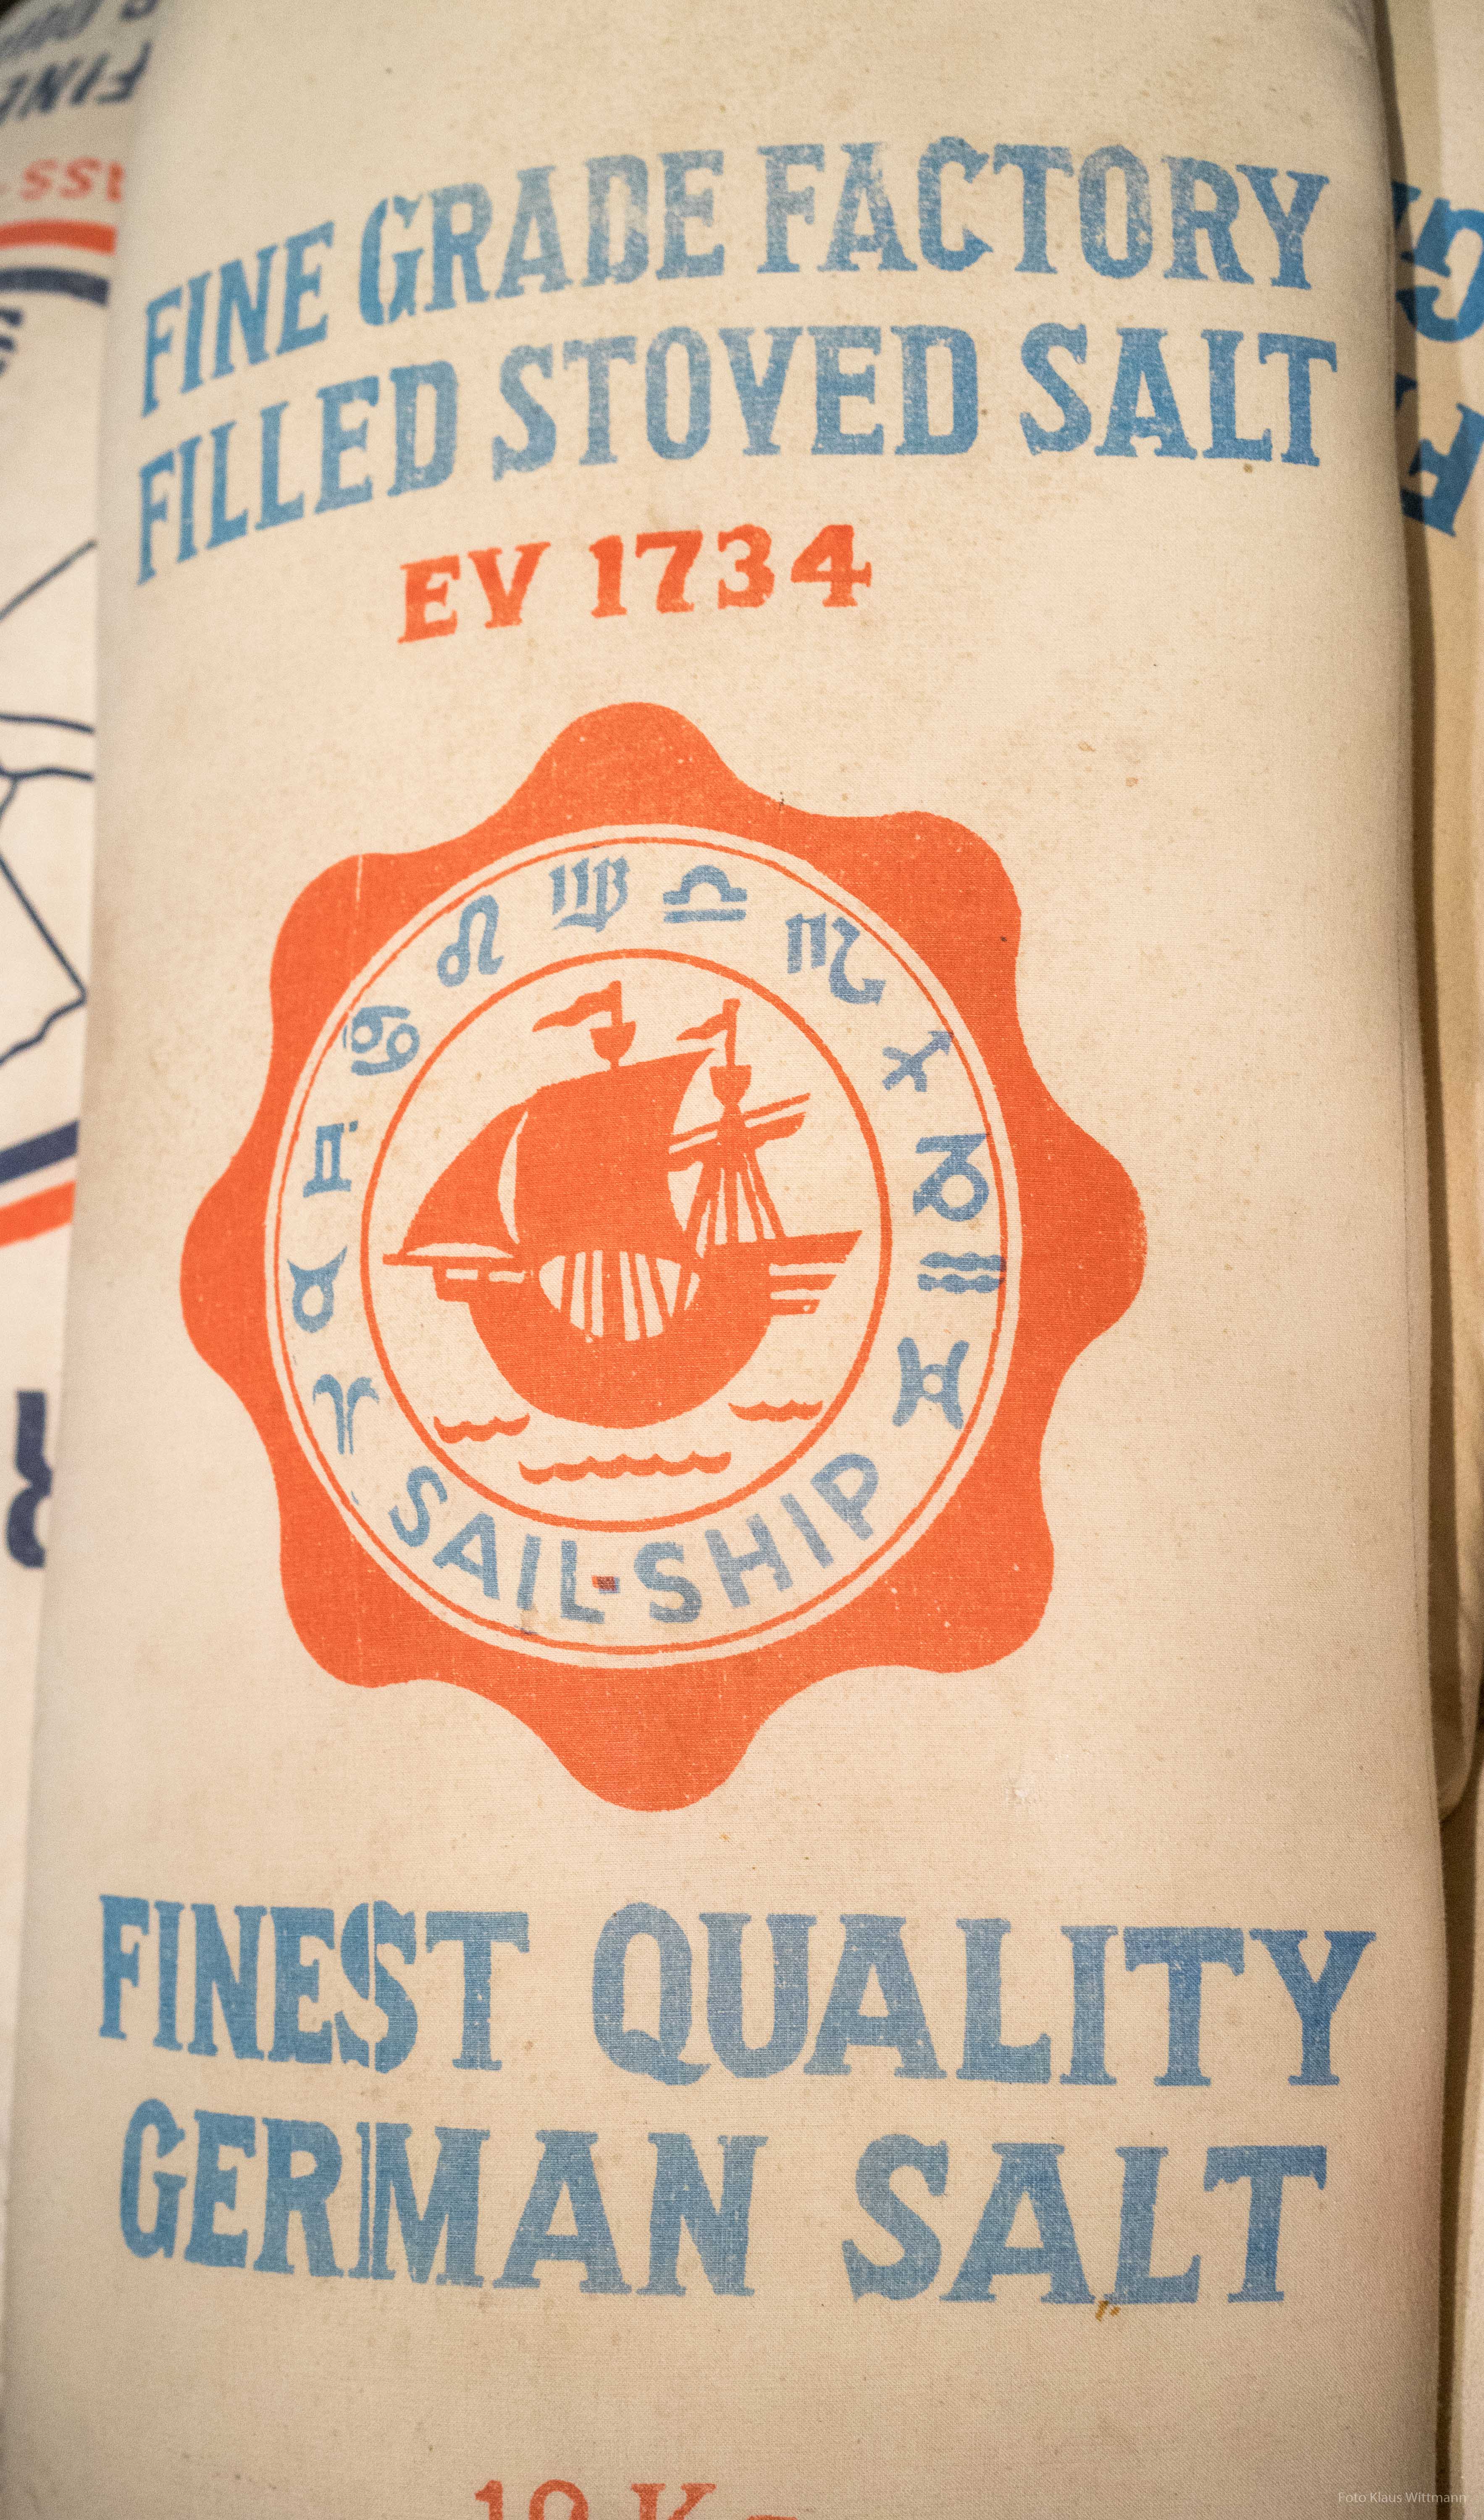 FINE GRADE FACTORY
FILLED STOVED SALT
EV 1734
♈ ♉ ♊ ♋ ♌ ♍ ♎ ♏ ♐ ♑ ♒ ♓
SAIL-SHIP
FINEST QUALITY
GERMAN SALT
Foto Klaus Wittmann